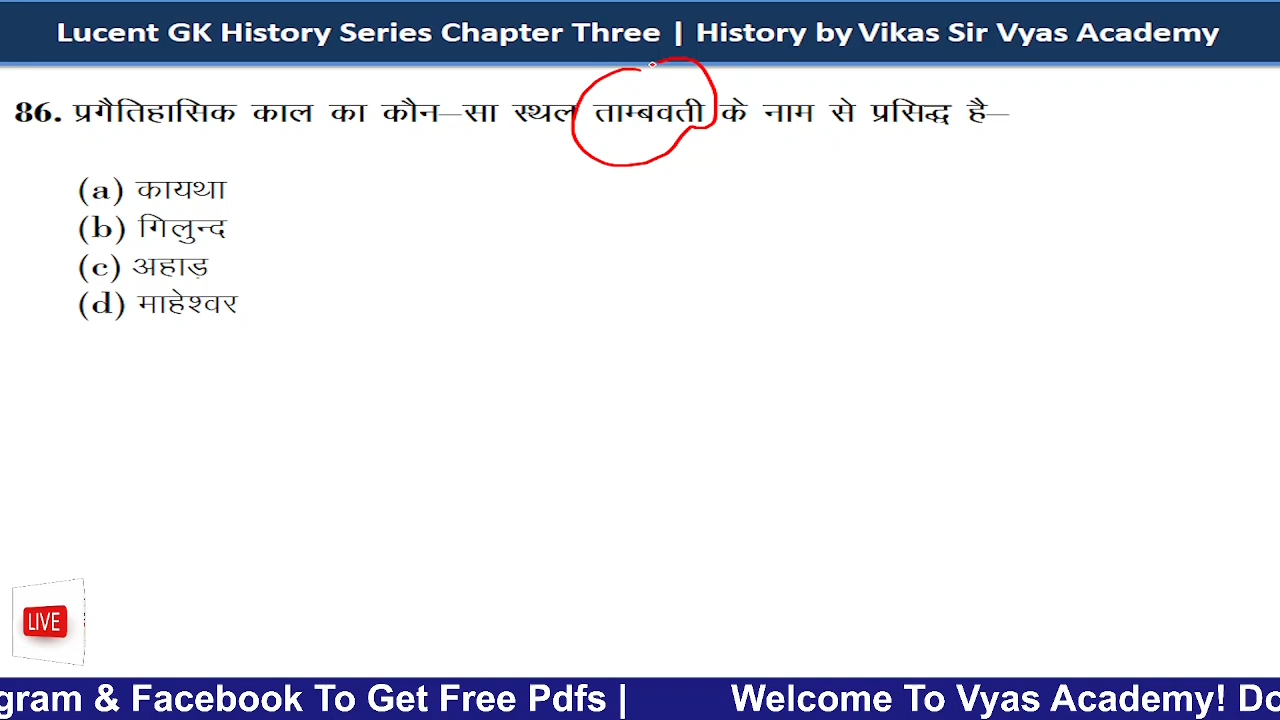 Lucent GK History Series Chapter Three | History by Vikas Sir Vyas Academy
86. प्रगैतिहासिक काल का कौन–सा स्थल ताम्बवती के नाम से प्रसिद्ध है–
(a) कायथा
(b) गिलुन्द
(c) अहाड़
(d) माहेश्वर
LIVE
gram & Facebook To Get Free Pdfs | Welcome To Vyas Academy! Do